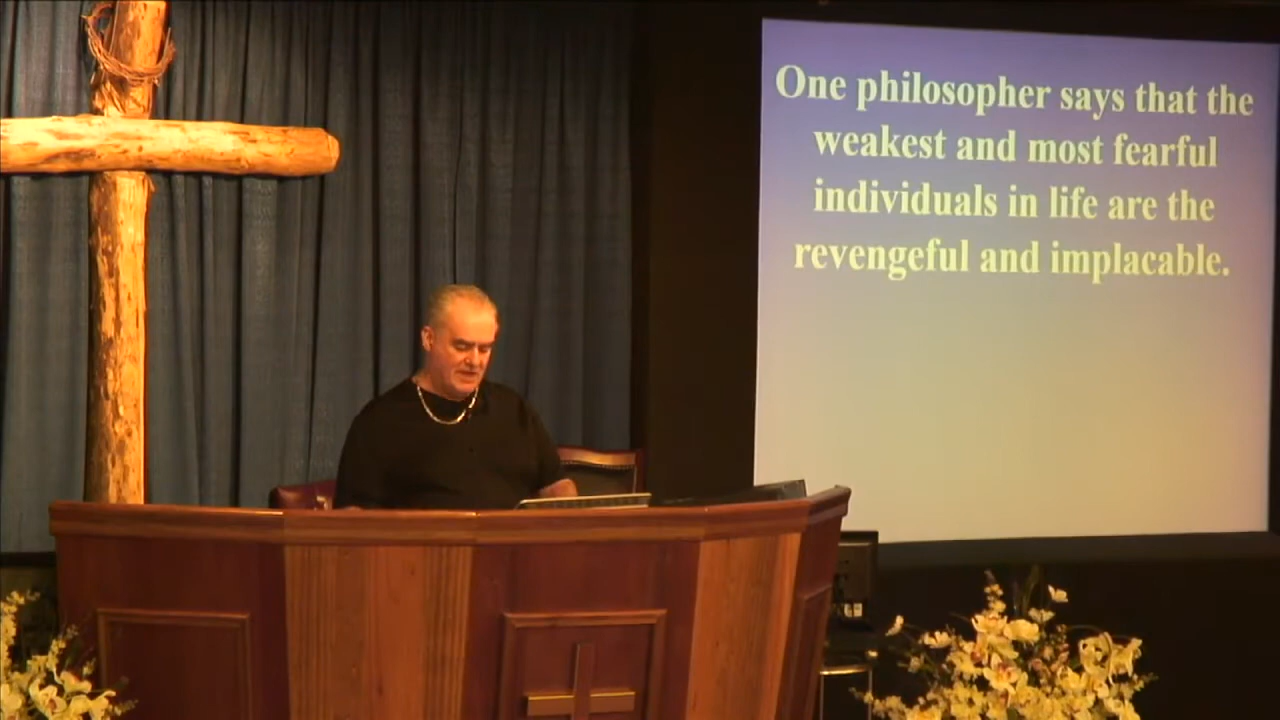 One philosopher says that the
weakest and most fearful
individuals in life are the
revengeful and implacable.